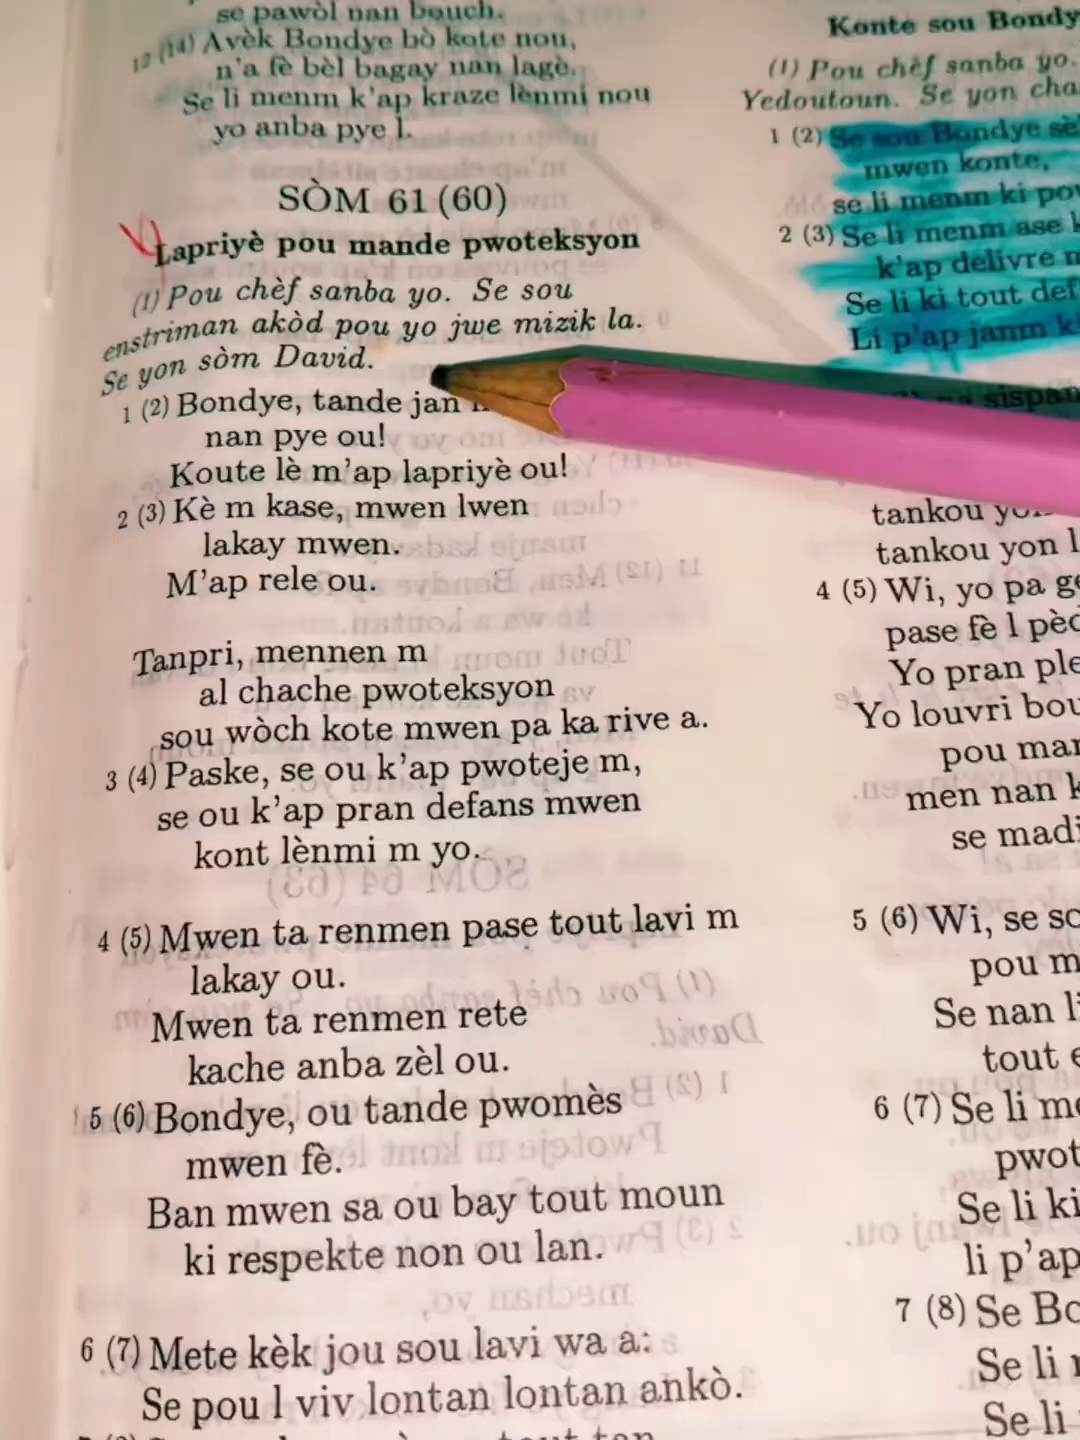 se pawòl nan bouch.
12 (14) Avèk Bondye bò kote nou,
n'a fè bèl bagay nan lagè.
Se li menm k'ap kraze lènmi nou
yo anba pye l.
SÒM 61 (60)
Lapriyè pou mande pwoteksyon
(1) Pou chèf sanba yo. Se sou
enstriman akòd pou yo jwe mizik la.
Se yon sòm David.
1 (2) Bondye, tande jan
nan pye ou!
Koute lè m'ap lapriyè ou!
2 (3) Kè m kase, mwen lwen
lakay mwen.
M'ap rele ou.
Tanpri, mennen m
al chache pwoteksyon
sou wòch kote mwen pa ka rive a.
3 (4) Paske, se ou k'ap pwoteje m,
se ou k'ap pran defans mwen
kont lènmi m yo.
4 (5) Mwen ta renmen pase tout lavi m
lakay ou.
Mwen ta renmen rete
kache anba zèl ou.
5 (6) Bondye, ou tande pwomès
mwen fè.
Ban mwen sa ou bay tout moun
ki respekte non ou lan.
6 (7) Mete kèk jou sou lavi wa a:
Se pou l viv lontan lontan ankò.
Konte sou Bondy
(1) Pou chèf sanba yo.
Yedoutoun. Se yon cha
1 (2) Se sou Bondye sè
mwen konte,
se li menm ki pou
2 (3) Se li menm ase k
k'ap delivre m
Se li ki tout def
Li p'ap janm k
sispan
tankou yon
tankou yon l
4 (5) Wi, yo pa ge
pase fè l pèd
Yo pran ple
Yo louvri bou
pou mar
men nan k
se madi
5 (6) Wi, se so
pou m
Se nan li
tout e
6 (7) Se li me
pwot
Se li ki
li p'ap
7 (8) Se Bo
Se li
Se li